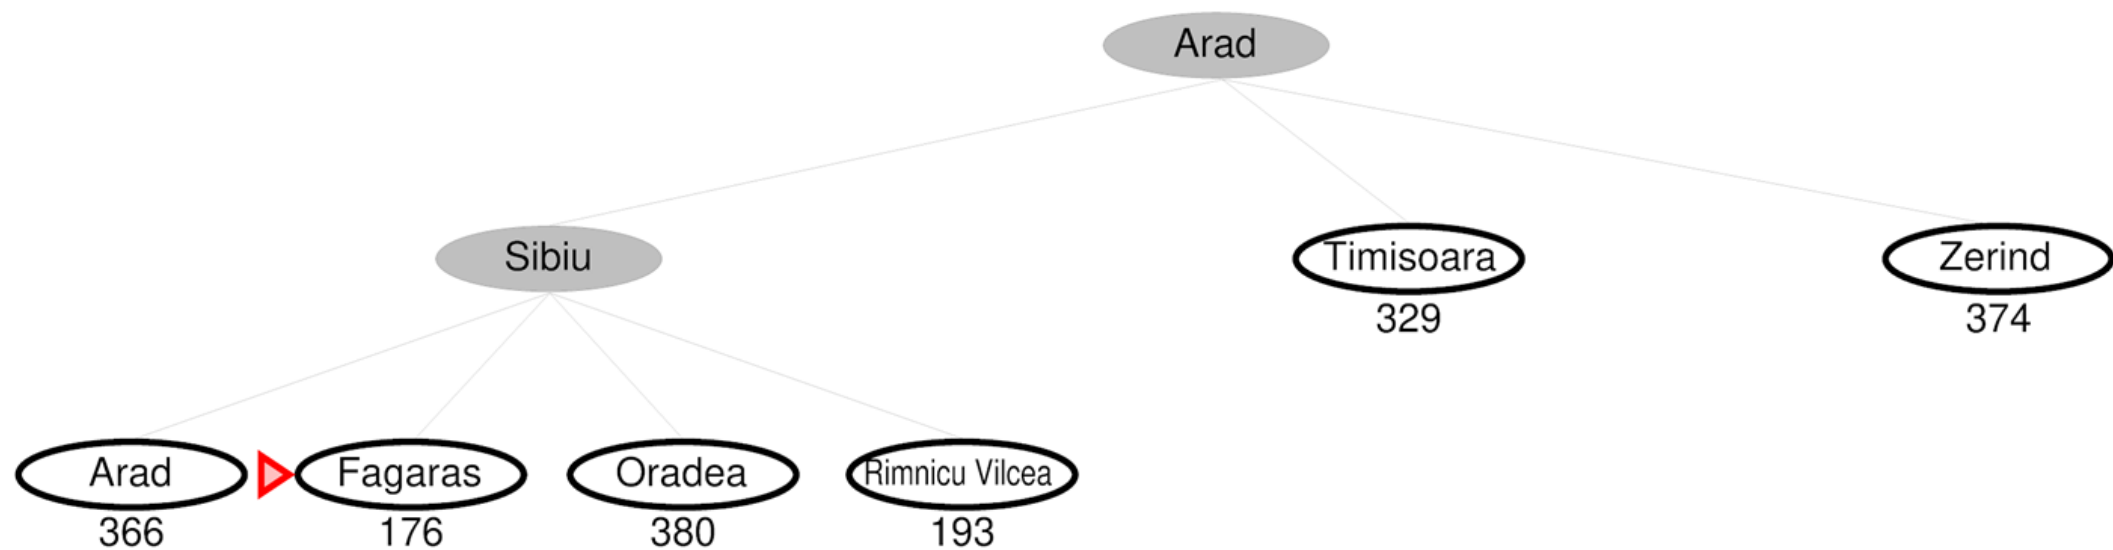 Arad
Sibiu
Timisoara
Zerind
329
374
Arad
Fagaras
Oradea
Rimnicu Vilcea
366
176
380
193